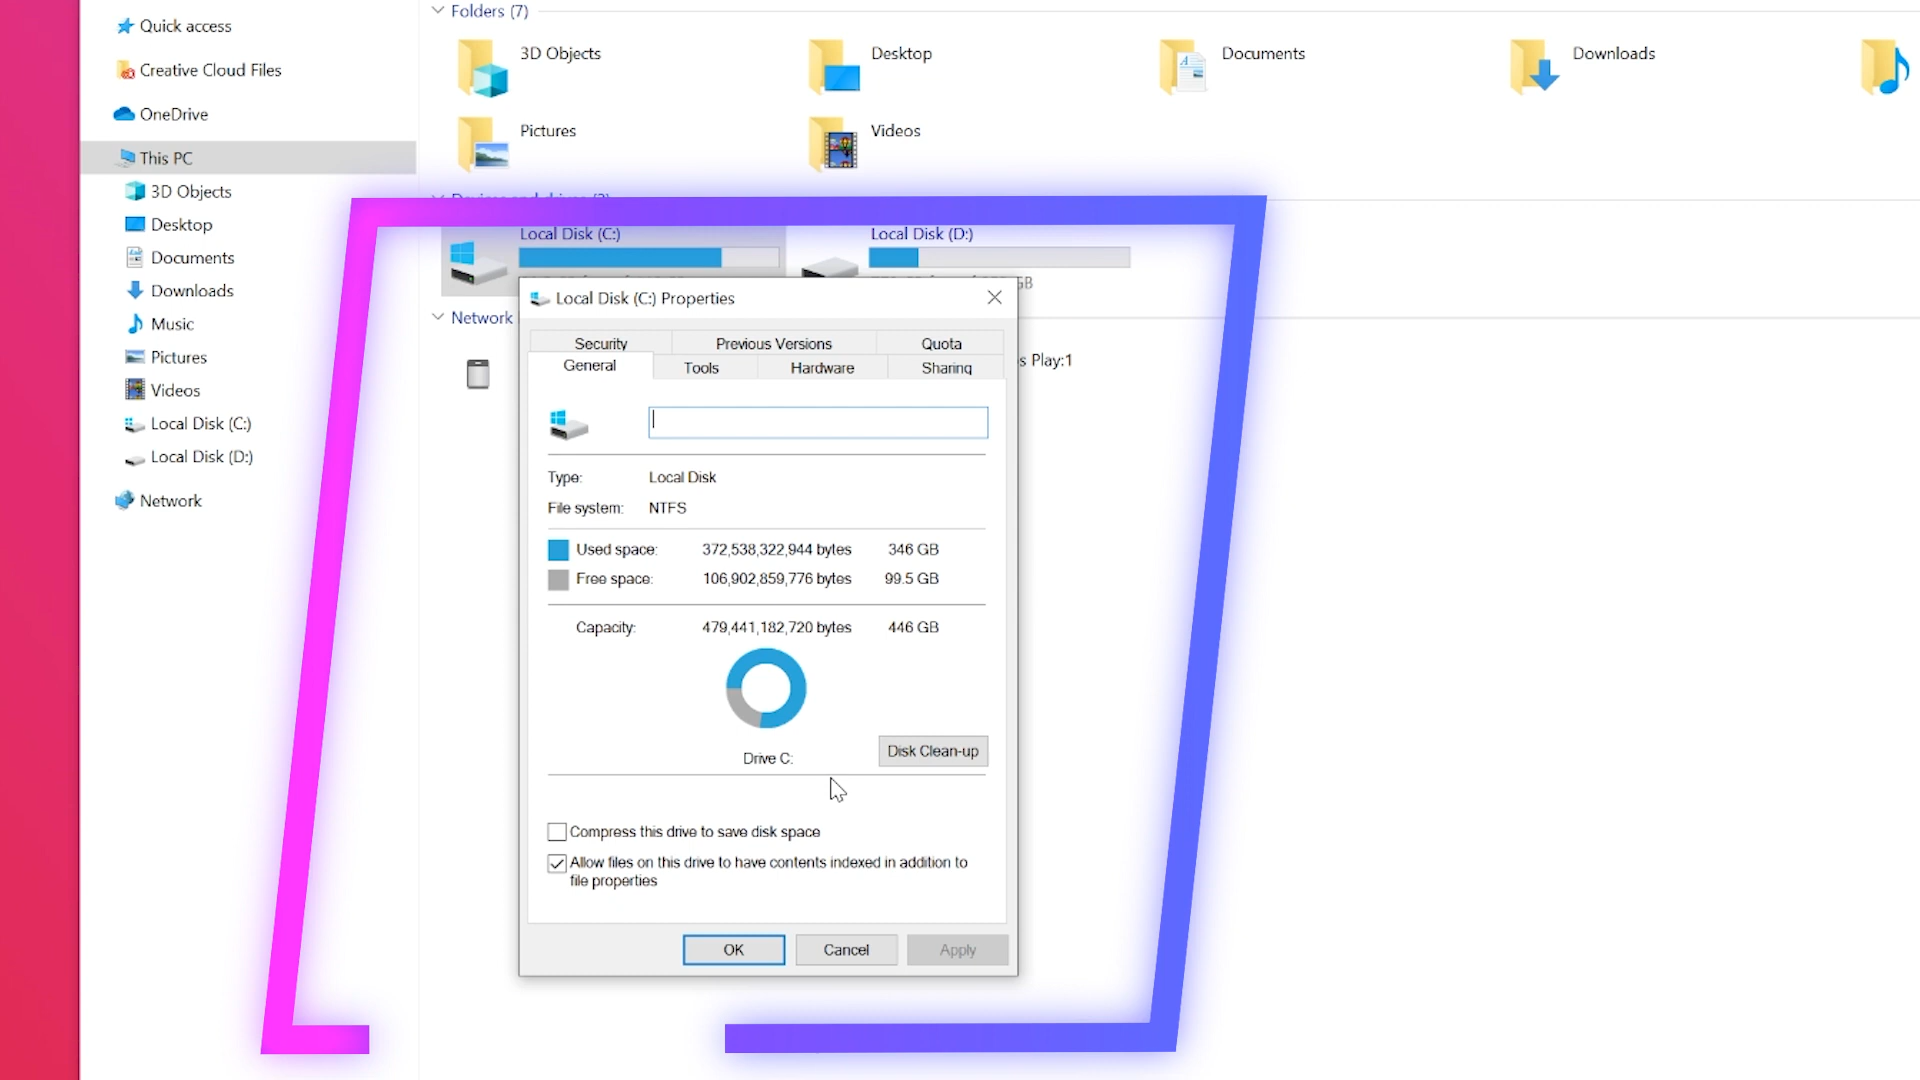 Quick access
Creative Cloud Files
OneDrive
This PC
3D Objects
Desktop
Documents
Downloads
Music
Pictures
Videos
Local Disk (C:)
Local Disk (D:)
Network
Folders (7)
3D Objects
Desktop
Documents
Downloads
Pictures
Videos
Local Disk (C:)
Local Disk (D:)
GB
Network
s Play:1
Local Disk (C:) Properties
Security Previous Versions Quota
General Tools Hardware Sharing
Type: Local Disk
File system: NTFS
Used space: 372,538,322,944 bytes 346 GB
Free space: 106,902,859,776 bytes 99.5 GB
Capacity: 479,441,182,720 bytes 446 GB
Drive C:
Disk Clean-up
Compress this drive to save disk space
Allow files on this drive to have contents indexed in addition to
file properties
OK Cancel Apply